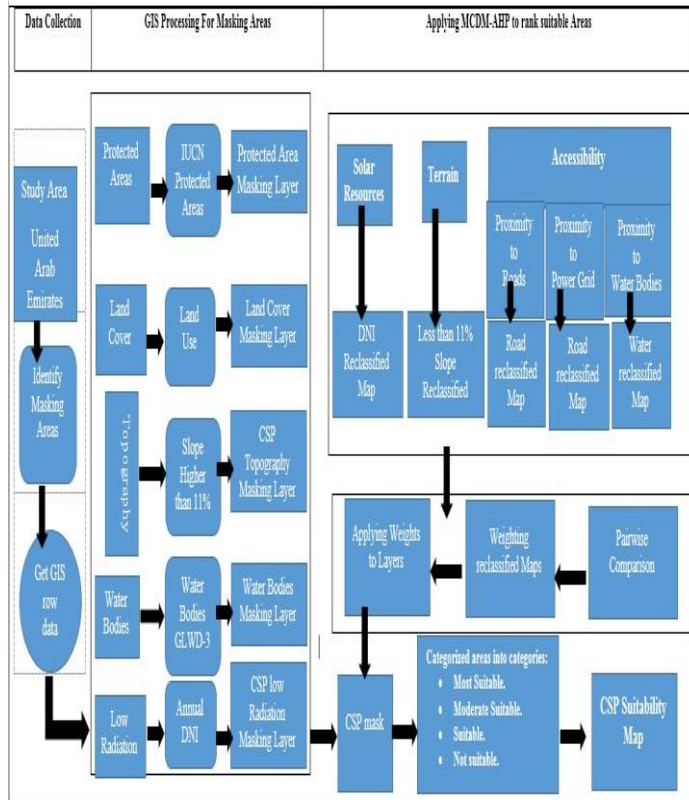 Data Collection
GIS Processing For Masking Areas
Applying MCDM-AHP to rank suitable Areas
Study Area
United
Arab
Emirates
Identify
Masking
Areas
Get GIS
row
data
Protected
Areas
IUCN
Protected
Areas
Protected Area
Masking Layer
Land
Cover
Land
Use
Land Cover
Masking Layer
Topography
Slope
Higher
than 11%
CSP
Topography
Masking Layer
Water
Bodies
Water
Bodies
GLWD-3
Water Bodies
Masking Layer
Low
Radiation
Annual
DNI
CSP low
Radiation
Masking Layer
Solar
Resources
Terrain
Accessibility
Proximity
to
Roads
Proximity
to
Power Grid
Proximity
to
Water Bodies
DNI
Reclassified
Map
Less than 11%
Slope
Reclassified
Road
reclassified
Map
Road
reclassified
Map
Water
reclassified
Map
Applying Weights
to Layers
Weighting
reclassified Maps
Pairwise
Comparison
CSP mask
Categorized areas into categories:
• Most Suitable.
• Moderate Suitable.
• Suitable.
• Not suitable.
CSP Suitability
Map